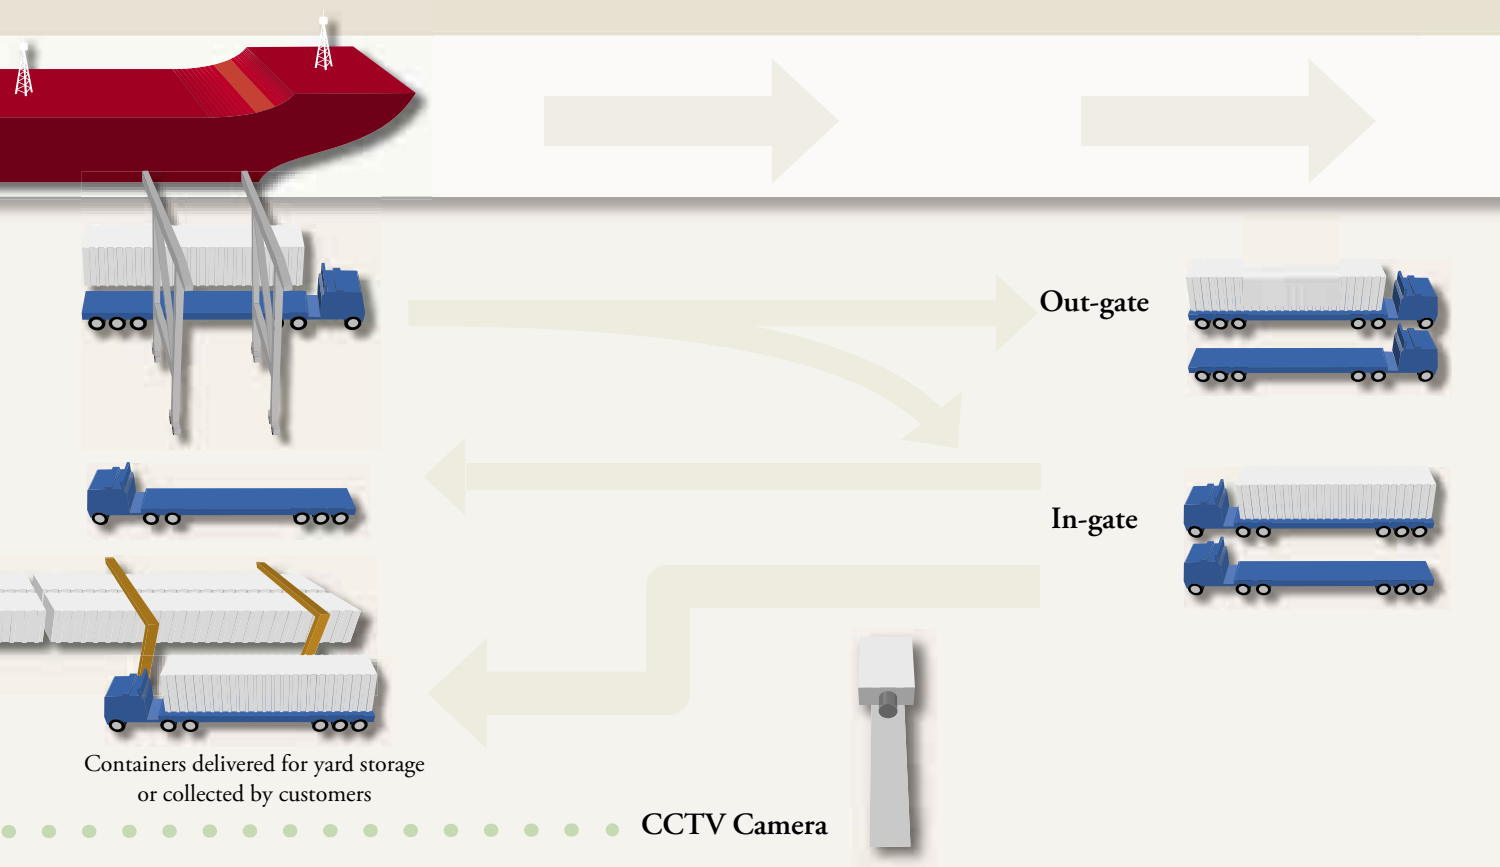 Out-gate
In-gate
Containers delivered for yard storage
or collected by customers
CCTV Camera